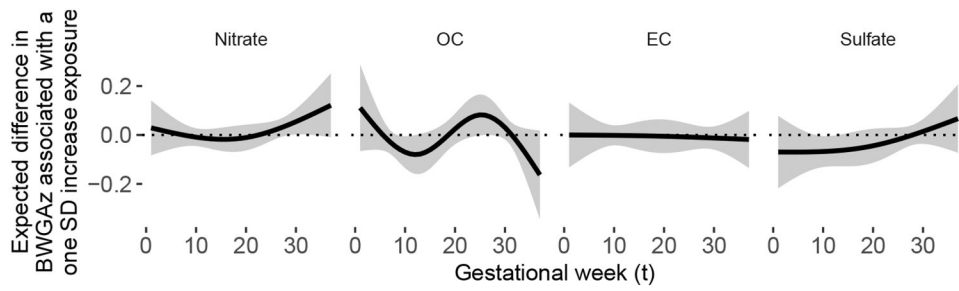 Expected difference in
BWGAz associated with a
one SD increase exposure
Nitrate OC EC Sulfate
0.2
0.0
−0.2
0 10 20 30 0 10 20 30 0 10 20 30 0 10 20 30
Gestational week (t)